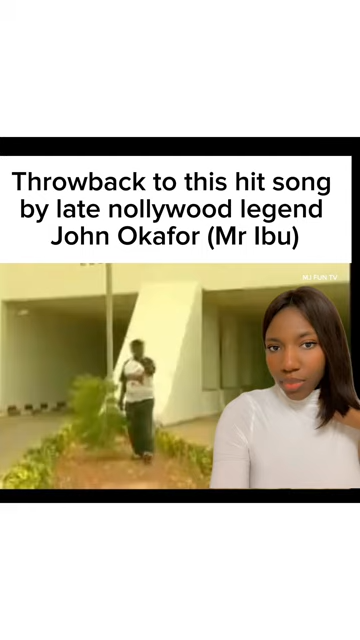 Throwback to this hit song
by late nollywood legend
John Okafor (Mr Ibu)